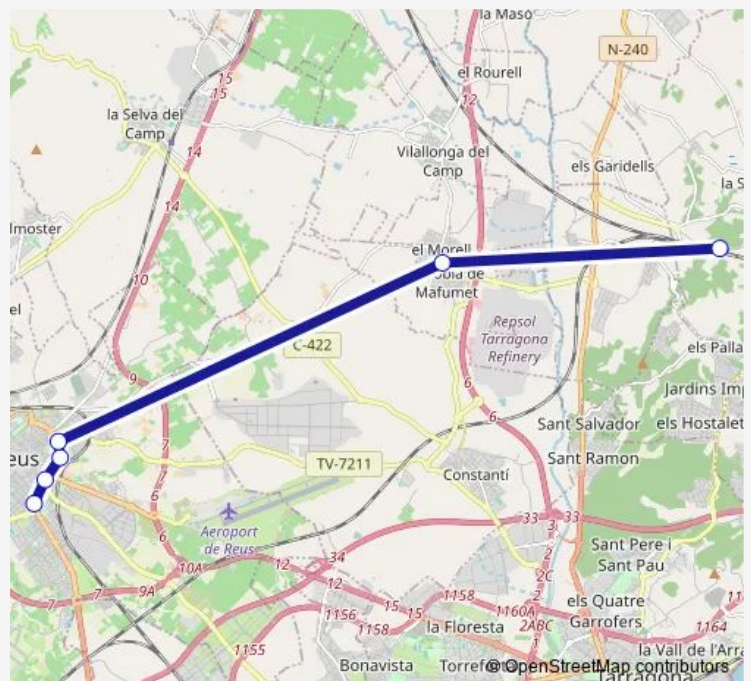 la Masó
N-240
15
15
el Rourell
12
la Selva del
Camp
14
Vilallonga del
Camp
els Garidells
la S
14
lmoster
el Morell
obla de
Mafumet
10
el
Repsol
Tarragona
Refinery
C-422
els Palla
9
6
Jardins Imp
6
Sant Salvador
els Hostalet
eus
7
7
6
TV-7211
Sant Ramon
Constantí
Aeroport
de Reus
33
3
33
6
34
Sant Pere i
Sant Pau
10A
12
2
2C
7
7
9A
12
1158
els Quatre
Garrofers
1156
15
15
1160A
2ABC
1158
la Floresta
1164
1155
la Vall de l'Arra
Bonavista
Torrefo
© OpenStreetMap contributors
Tarragona